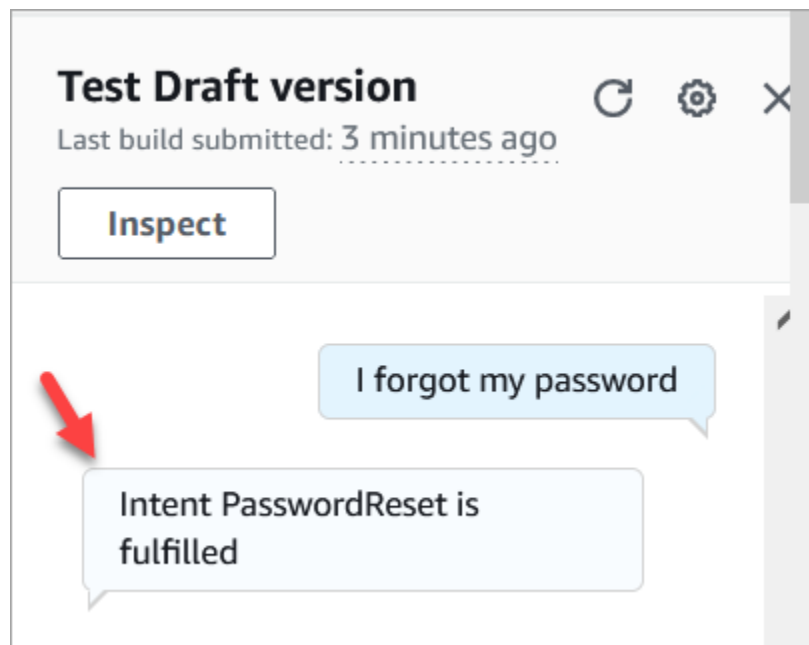 Test Draft version
Last build submitted: 3 minutes ago
Inspect
I forgot my password
Intent PasswordReset is
fulfilled